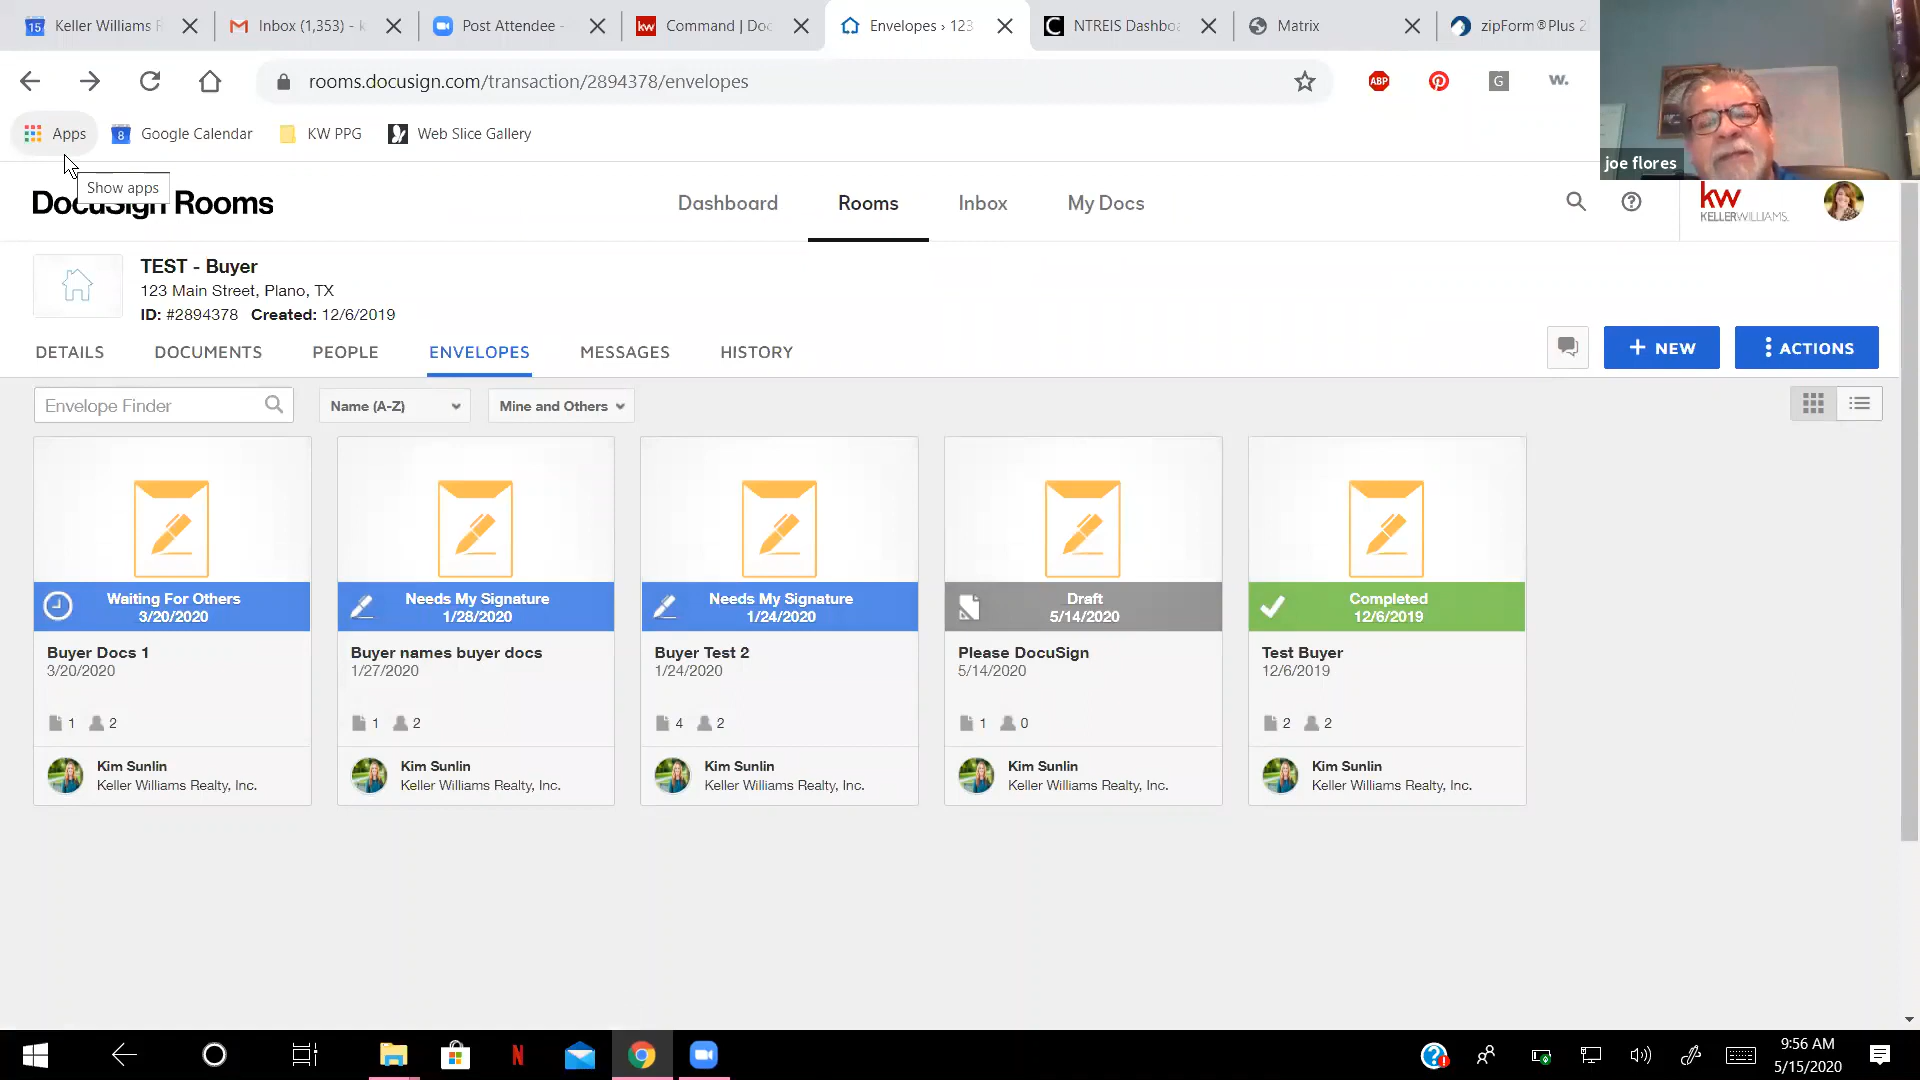 15 Keller Williams R
Inbox (1,353) - k
Post Attendee -
kw Command | Doc
Envelopes › 123
NTREIS Dashboa
Matrix
zipForm®Plus 2
rooms.docusign.com/transaction/2894378/envelopes
ABP
G
w.
Apps
8 Google Calendar
KW PPG
Web Slice Gallery
joe flores
Show apps
DocuSign Rooms
Dashboard
Rooms
Inbox
My Docs
kw
KELLERWILLIAMS.
TEST - Buyer
123 Main Street, Plano, TX
ID: #2894378 Created: 12/6/2019
DETAILS
DOCUMENTS
PEOPLE
ENVELOPES
MESSAGES
HISTORY
+ NEW
ACTIONS
Envelope Finder
Name (A-Z)
Mine and Others
Waiting For Others
3/20/2020
Buyer Docs 1
3/20/2020
1 2
Kim Sunlin
Keller Williams Realty, Inc.
Needs My Signature
1/28/2020
Buyer names buyer docs
1/27/2020
1 2
Kim Sunlin
Keller Williams Realty, Inc.
Needs My Signature
1/24/2020
Buyer Test 2
1/24/2020
4 2
Kim Sunlin
Keller Williams Realty, Inc.
Draft
5/14/2020
Please DocuSign
5/14/2020
1 0
Kim Sunlin
Keller Williams Realty, Inc.
Completed
12/6/2019
Test Buyer
12/6/2019
2 2
Kim Sunlin
Keller Williams Realty, Inc.
N
9:56 AM
5/15/2020